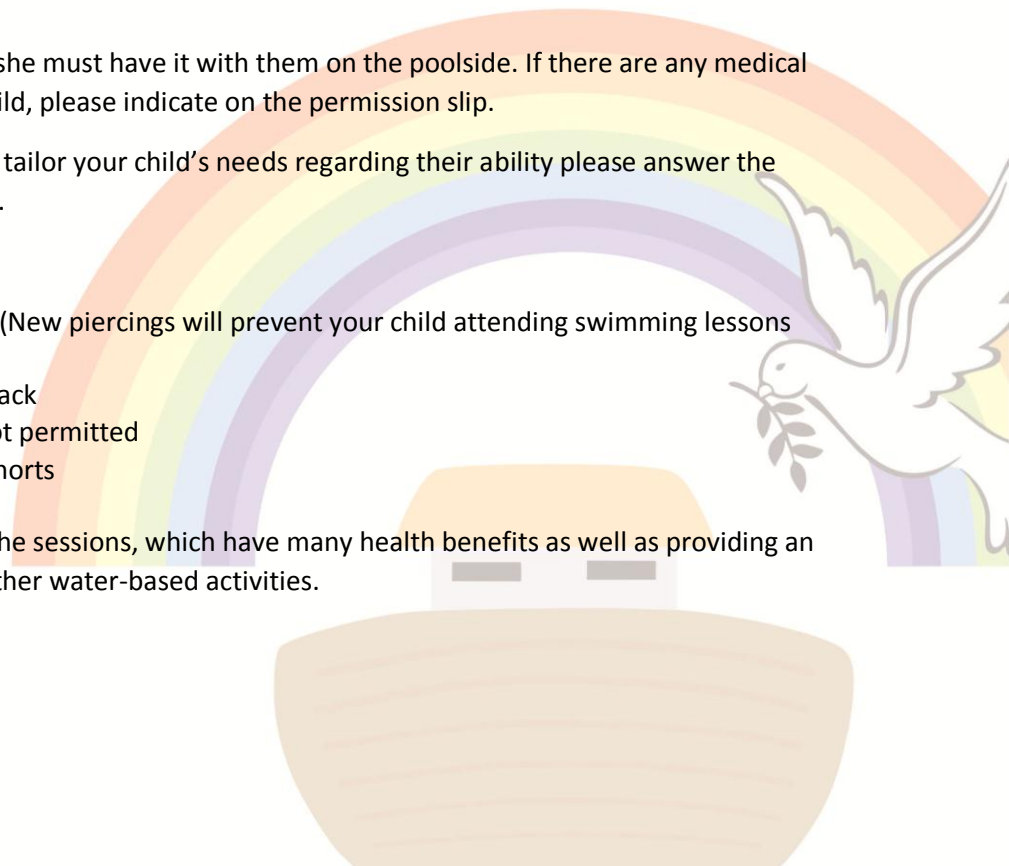 she must have it with them on the poolside. If there are any medical
ild, please indicate on the permission slip.
tailor your child's needs regarding their ability please answer the
.
(New piercings will prevent your child attending swimming lessons
ack
ot permitted
horts
he sessions, which have many health benefits as well as providing an
ther water-based activities.